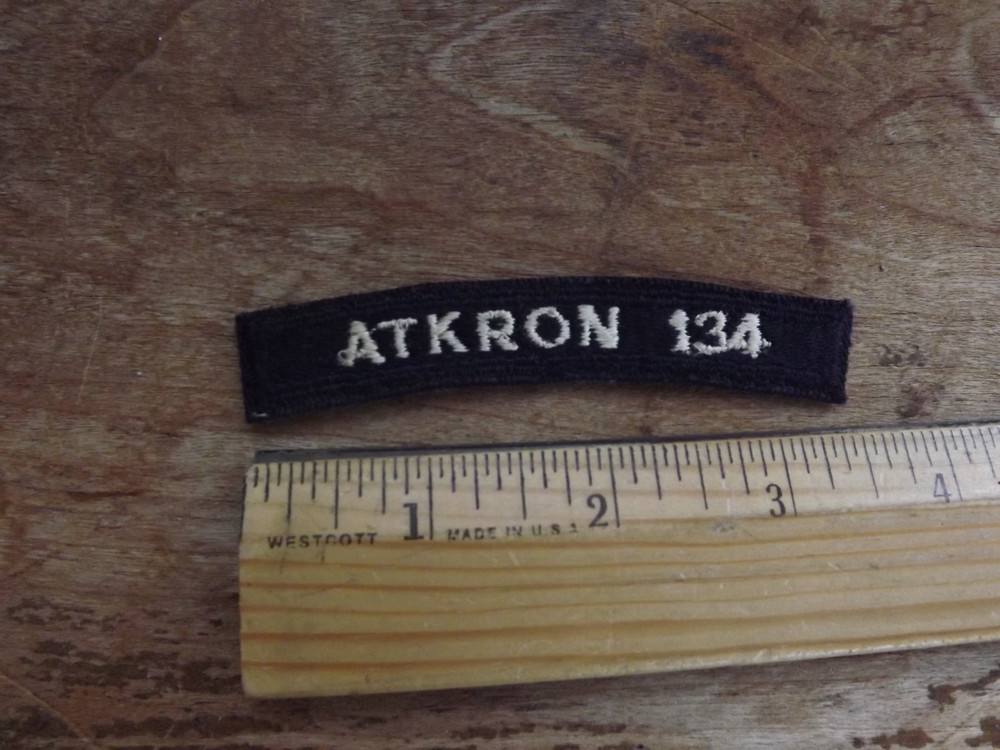 ATKRON 134
1 2 3 4
WESTCOTT MADE IN U.S.A